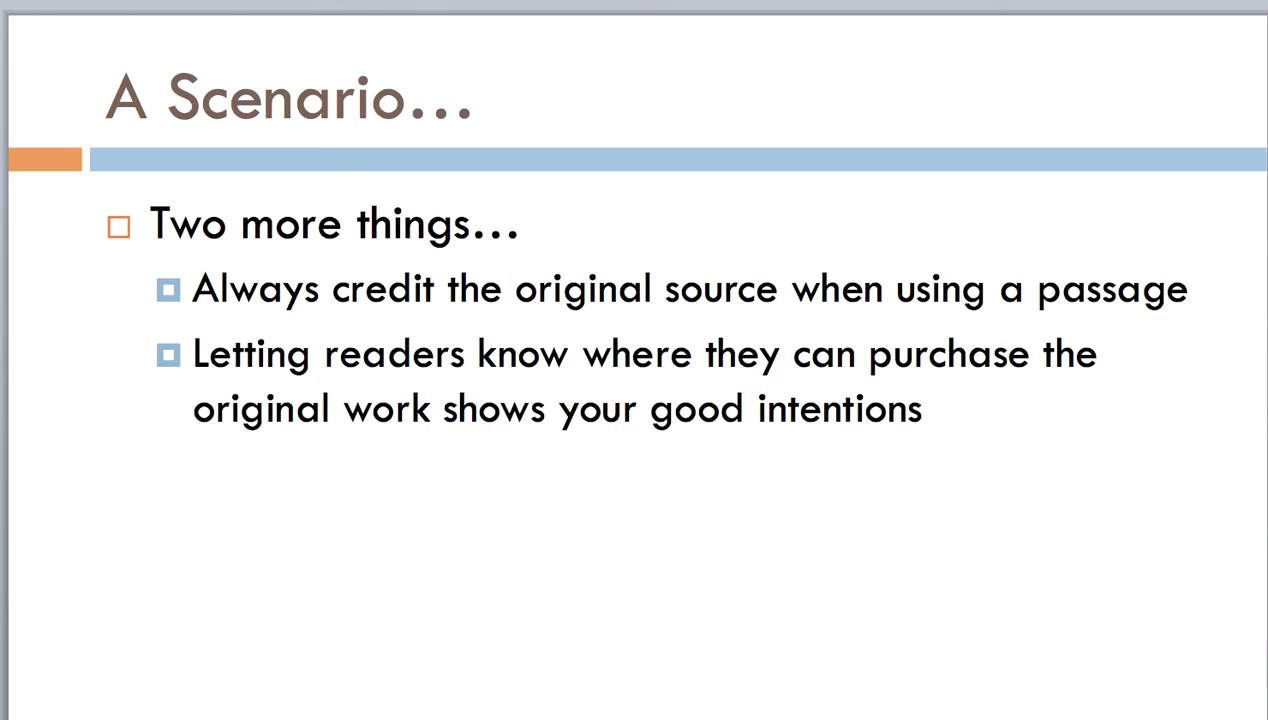 A Scenario…
Two more things…
Always credit the original source when using a passage
Letting readers know where they can purchase the
original work shows your good intentions